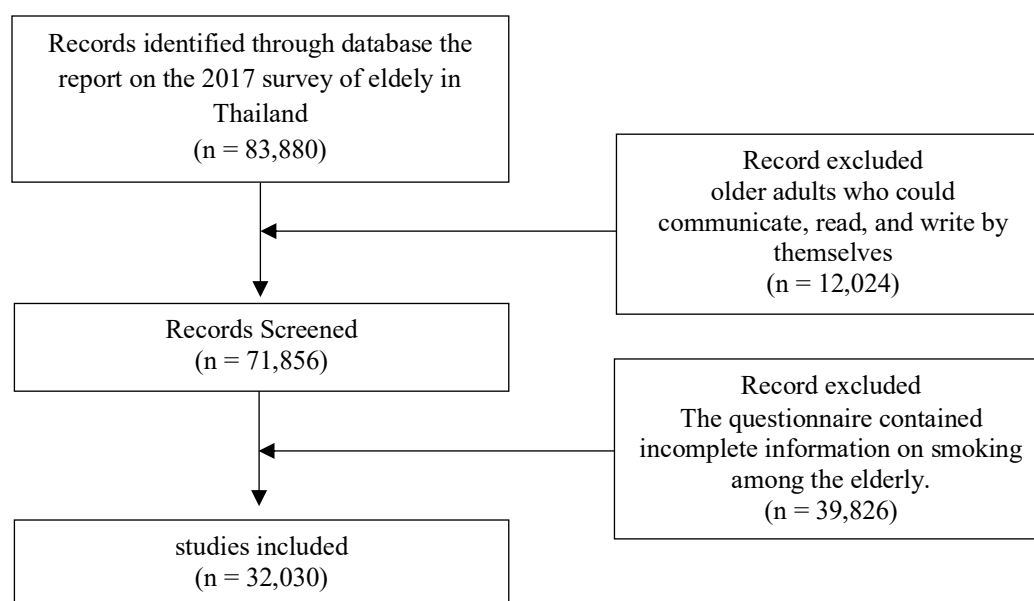 Records identified through database the
report on the 2017 survey of eldely in
Thailand
(n = 83,880)
Record excluded
older adults who could
communicate, read, and write by
themselves
(n = 12,024)
Records Screened
(n = 71,856)
Record excluded
The questionnaire contained
incomplete information on smoking
among the elderly.
(n = 39,826)
studies included
(n = 32,030)